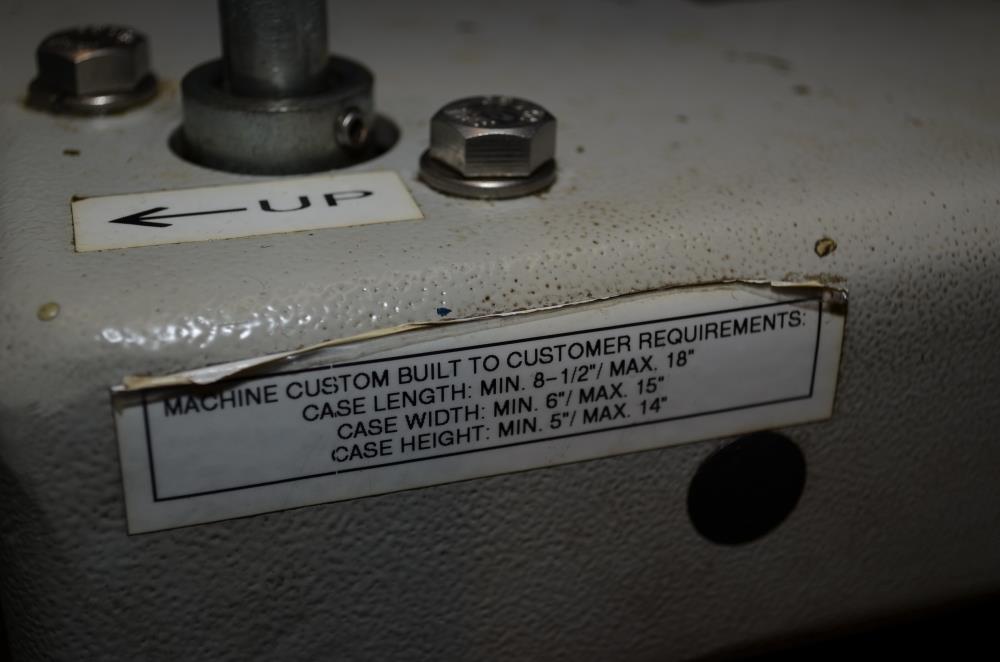 UP
MACHINE CUSTOM BUILT TO CUSTOMER REQUIREMENTS:
CASE LENGTH: MIN. 8-1/2"/ MAX. 18"
CASE WIDTH: MIN. 6"/ MAX. 15"
CASE HEIGHT: MIN. 5"/ MAX. 14"